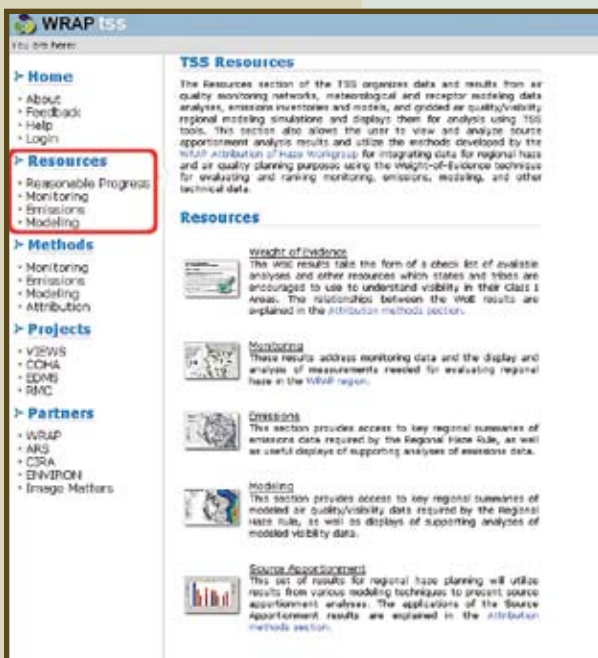 WRAP tss
You are here:
Home
• About
• Feedback
• Help
• Login
Resources
• Reasonable Progress
• Monitoring
• Emissions
• Modeling
Methods
• Monitoring
• Emissions
• Modeling
• Attribution
Projects
• VIEWS
• COHA
• EDMS
• RMC
Partners
• WRAP
• ARS
• CIRA
• ENVIRON
• Image Matters
TSS Resources
The Resources section of the TSS organizes data and results from air
quality monitoring networks, meteorological and receptor modeling data
analyses, emissions inventories and models, and gridded air quality/visibility
regional modeling simulations and displays them for analysis using TSS
tools. This section also allows the user to view and analyze source
apportionment analysis results and utilize the methods developed by the
WRAP Attribution of Haze Workgroup for integrating data for regional haze
and air quality planning purposes using the Weight-of-Evidence technique
for evaluating and ranking monitoring, emissions, modeling, and other
technical data.
Resources
Weight of Evidence
The WoE results take the form of a check list of available
analyses and other resources which states and tribes are
encouraged to use to understand visibility in their Class I
Areas. The relationships between the WoE results are
explained in the Attribution methods section.
Monitoring
These results address monitoring data and the display and
analysis of measurements needed for evaluating regional
haze in the WRAP region.
Emissions
This section provides access to key regional summaries of
emissions data required by the Regional Haze Rule, as well
as useful displays of supporting analyses of emissions data.
Modeling
This section provides access to key regional summaries of
modeled air quality/visibility data required by the Regional
Haze Rule, as well as displays of supporting analyses of
modeled visibility data.
Source Apportionment
This set of results for regional haze planning will utilize
results from various modeling techniques to present source
apportionment analyses. The applications of the Source
Apportionment results are explained in the Attribution
methods section.